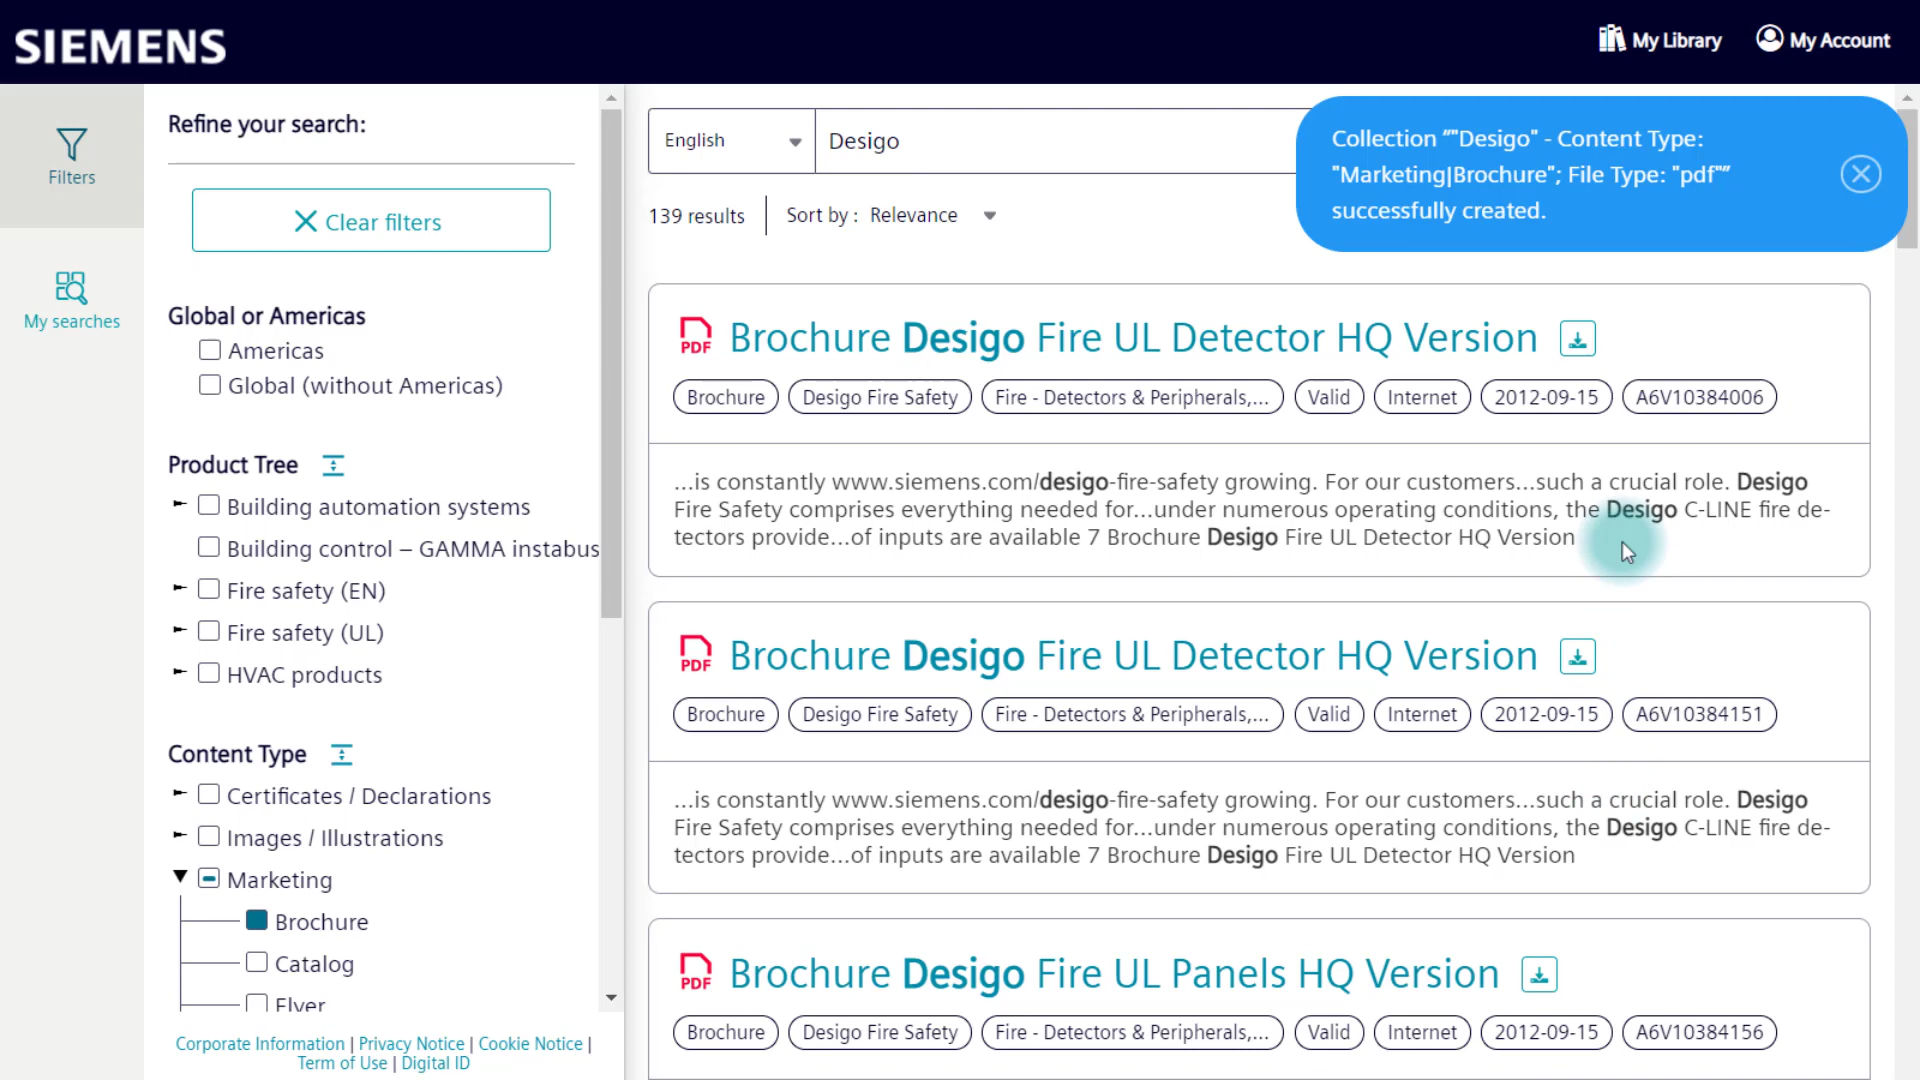 SIEMENS
My Library
My Account
Filters
My searches
Refine your search:
Clear filters
Global or Americas
Americas
Global (without Americas)
Product Tree
Building automation systems
Building control – GAMMA instabus
Fire safety (EN)
Fire safety (UL)
HVAC products
Content Type
Certificates / Declarations
Images / Illustrations
Marketing
Brochure
Catalog
Flyer
Corporate Information | Privacy Notice | Cookie Notice |
Term of Use | Digital ID
English
Desigo
139 results
Sort by : Relevance
Collection “"Desigo" - Content Type:
"Marketing|Brochure"; File Type: "pdf"”
successfully created.
PDF
Brochure Desigo Fire UL Detector HQ Version
Brochure
Desigo Fire Safety
Fire - Detectors & Peripherals,...
Valid
Internet
2012-09-15
A6V10384006
...is constantly www.siemens.com/desigo-fire-safety growing. For our customers...such a crucial role. Desigo
Fire Safety comprises everything needed for...under numerous operating conditions, the Desigo C-LINE fire de-
tectors provide...of inputs are available 7 Brochure Desigo Fire UL Detector HQ Version
PDF
Brochure Desigo Fire UL Detector HQ Version
Brochure
Desigo Fire Safety
Fire - Detectors & Peripherals,...
Valid
Internet
2012-09-15
A6V10384151
...is constantly www.siemens.com/desigo-fire-safety growing. For our customers...such a crucial role. Desigo
Fire Safety comprises everything needed for...under numerous operating conditions, the Desigo C-LINE fire de-
tectors provide...of inputs are available 7 Brochure Desigo Fire UL Detector HQ Version
PDF
Brochure Desigo Fire UL Panels HQ Version
Brochure
Desigo Fire Safety
Fire - Detectors & Peripherals,...
Valid
Internet
2012-09-15
A6V10384156